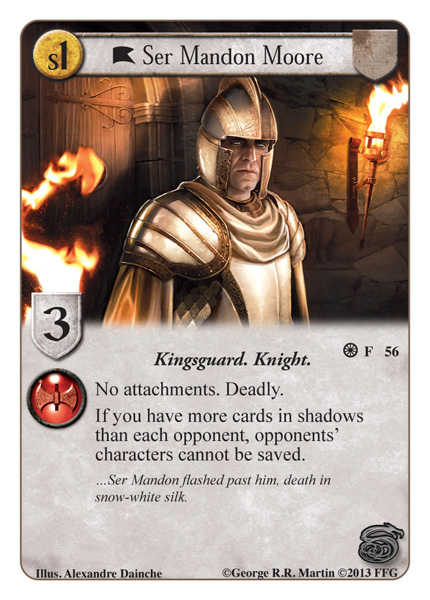 s1
Ser Mandon Moore
3
F 56
Kingsguard. Knight.
No attachments. Deadly.
If you have more cards in shadows
than each opponent, opponents’
characters cannot be saved.
...Ser Mandon flashed past him, death in
snow-white silk.
Illus. Alexandre Dainche ©George R.R. Martin ©2013 FFG